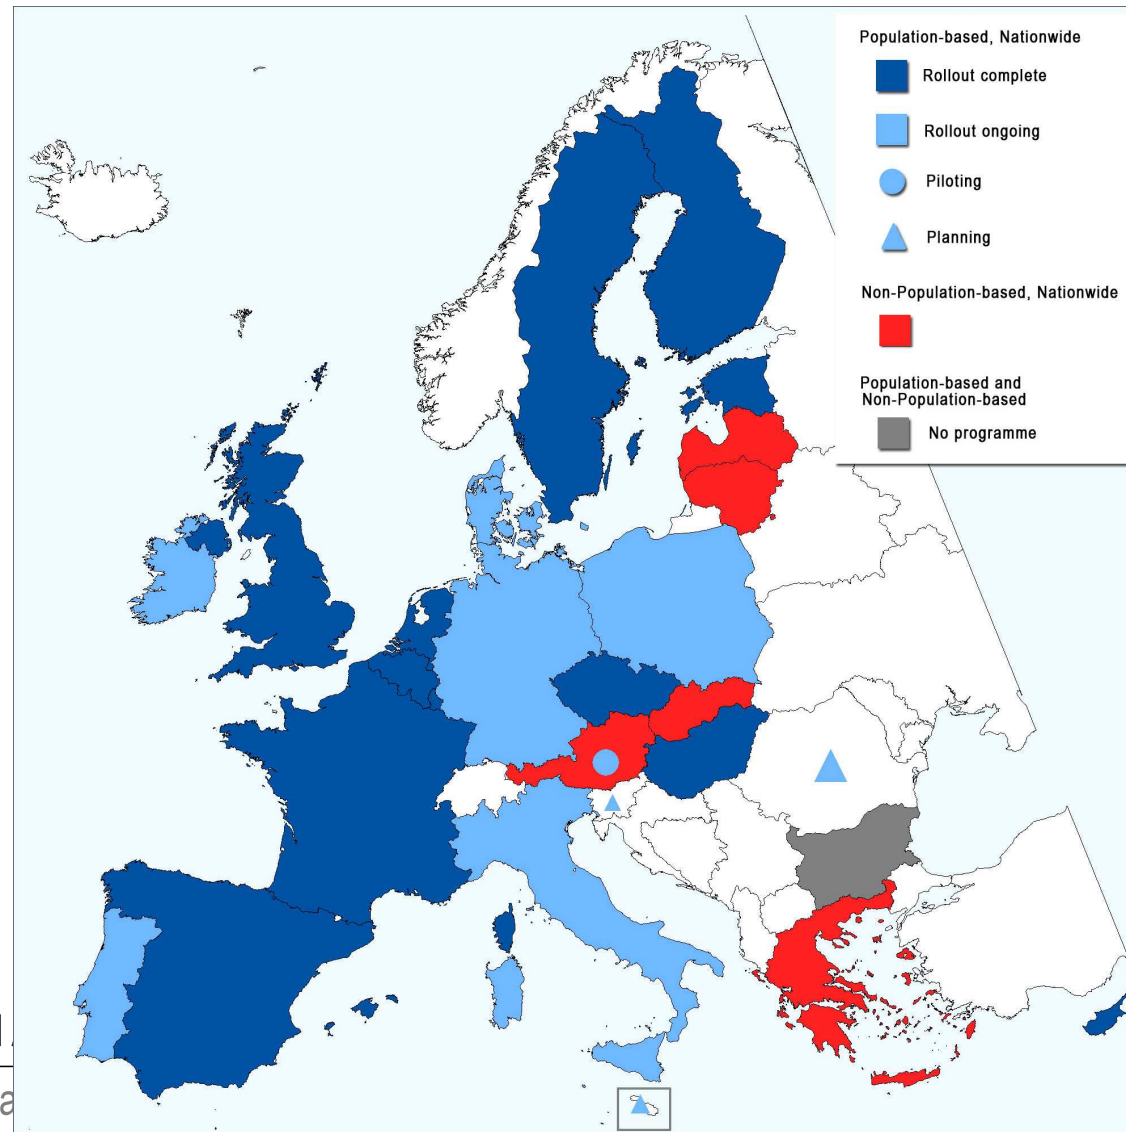 Population-based, Nationwide
Rollout complete
Rollout ongoing
Piloting
Planning
Non-Population-based, Nationwide
Population-based and
Non-Population-based
No programme